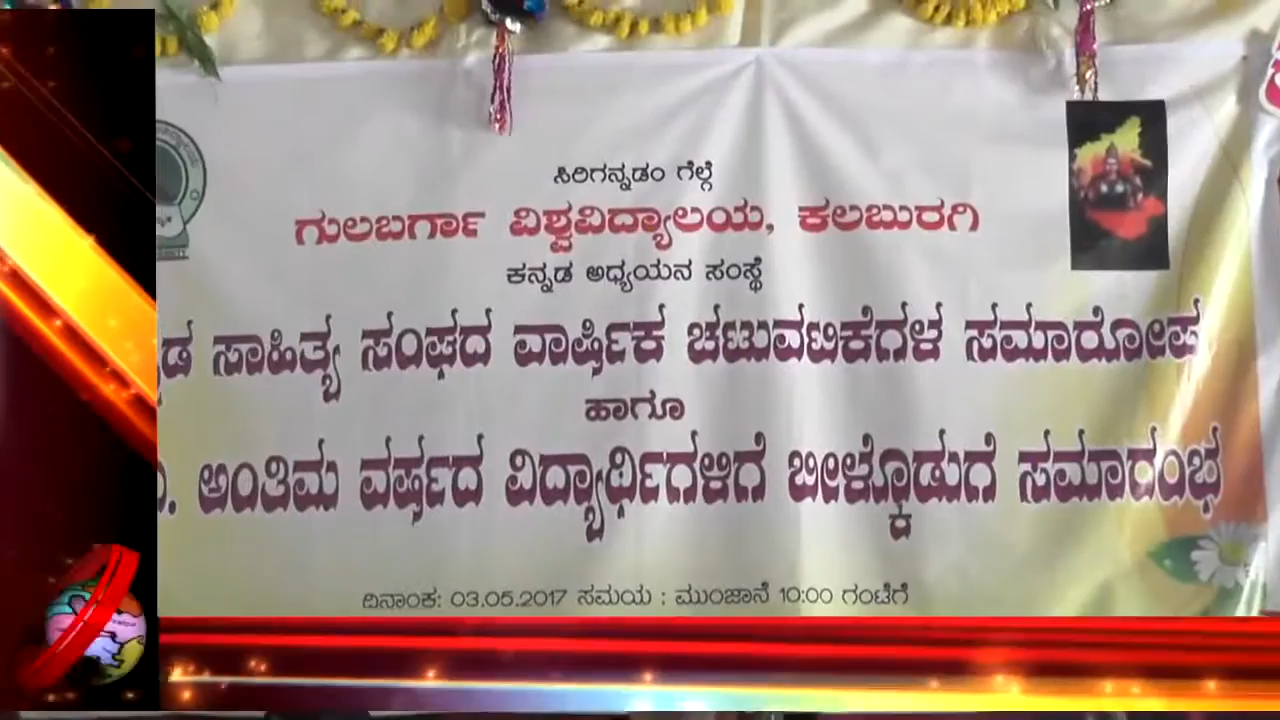 ಸಿರಿಗನ್ನಡಂ ಗೆಲ್ಗೆ
ಗುಲಬರ್ಗಾ ವಿಶ್ವವಿದ್ಯಾಲಯ, ಕಲಬುರಗಿ
ಕನ್ನಡ ಅಧ್ಯಯನ ಸಂಸ್ಥೆ
ಸಾಹಿತ್ಯ ಸಂಘದ ವಾರ್ಷಿಕ ಚಟುವಟಿಕೆಗಳ ಸಮಾರೋಪ
ಹಾಗೂ
ಅಂತಿಮ ವರ್ಷದ ವಿದ್ಯಾರ್ಥಿಗಳಿಗೆ ಬೀಳ್ಕೊಡುಗೆ ಸಮಾರಂಭ
ದಿನಾಂಕ: 03.05.2017 ಸಮಯ : ಮುಂಜಾನೆ 10:00 ಗಂಟೆಗೆ